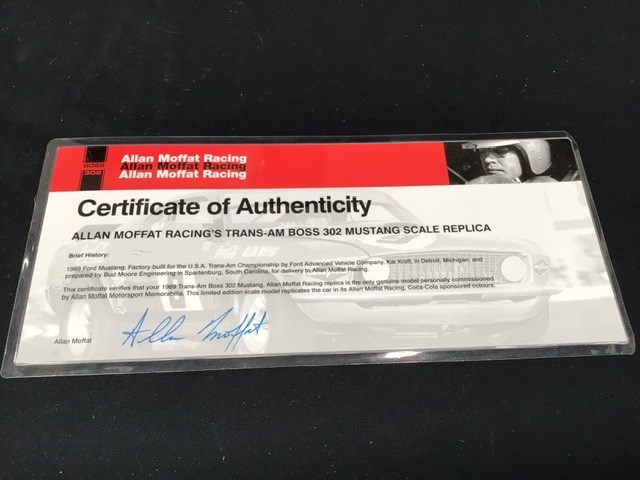 Allan Moffat Racing
BOSS Allan Moffat Racing
302 Allan Moffat Racing
Certificate of Authenticity
ALLAN MOFFAT RACING'S TRANS-AM BOSS 302 MUSTANG SCALE REPLICA
Brief History:
1969 Ford Mustang: Factory built for the U.S.A. Trans-Am Championship by Ford Advanced Vehicle Company, Kar Kraft, in Detroit, Michigan, and
prepared by Bud Moore Engineering in Spartenburg, South Carolina, for delivery to Allan Moffat Racing.
This certificate verifies that your 1969 Trans-Am Boss 302 Mustang, Allan Moffat Racing replica is the only genuine model personally commissioned
by Allan Moffat Motorsport Memorabilia. This limited edition scale model replicates the car in its Allan Moffat Racing, Coca-Cola sponsored colours.
Allan Moffat
Allan Moffat